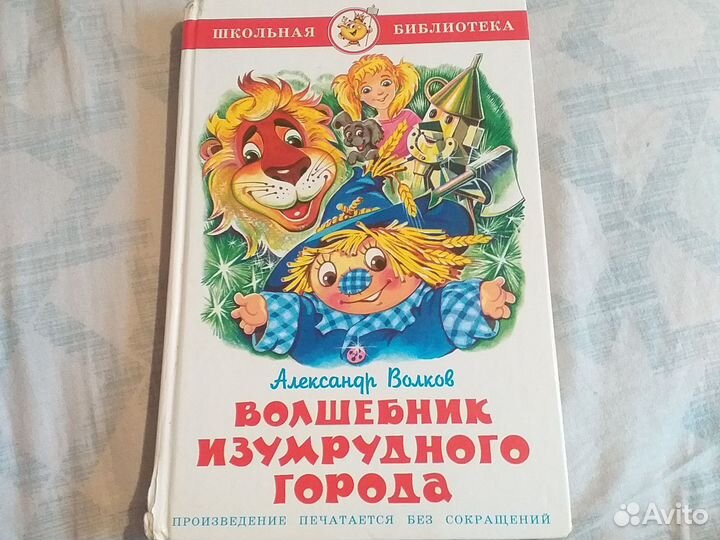 ШКОЛЬНАЯ БИБЛИОТЕКА
Александр Волков
ВОЛШЕБНИК
ИЗУМРУДНОГО
ГОРОДА
ПРОИЗВЕДЕНИЕ ПЕЧАТАЕТСЯ БЕЗ СОКРАЩЕНИЙ
Avito